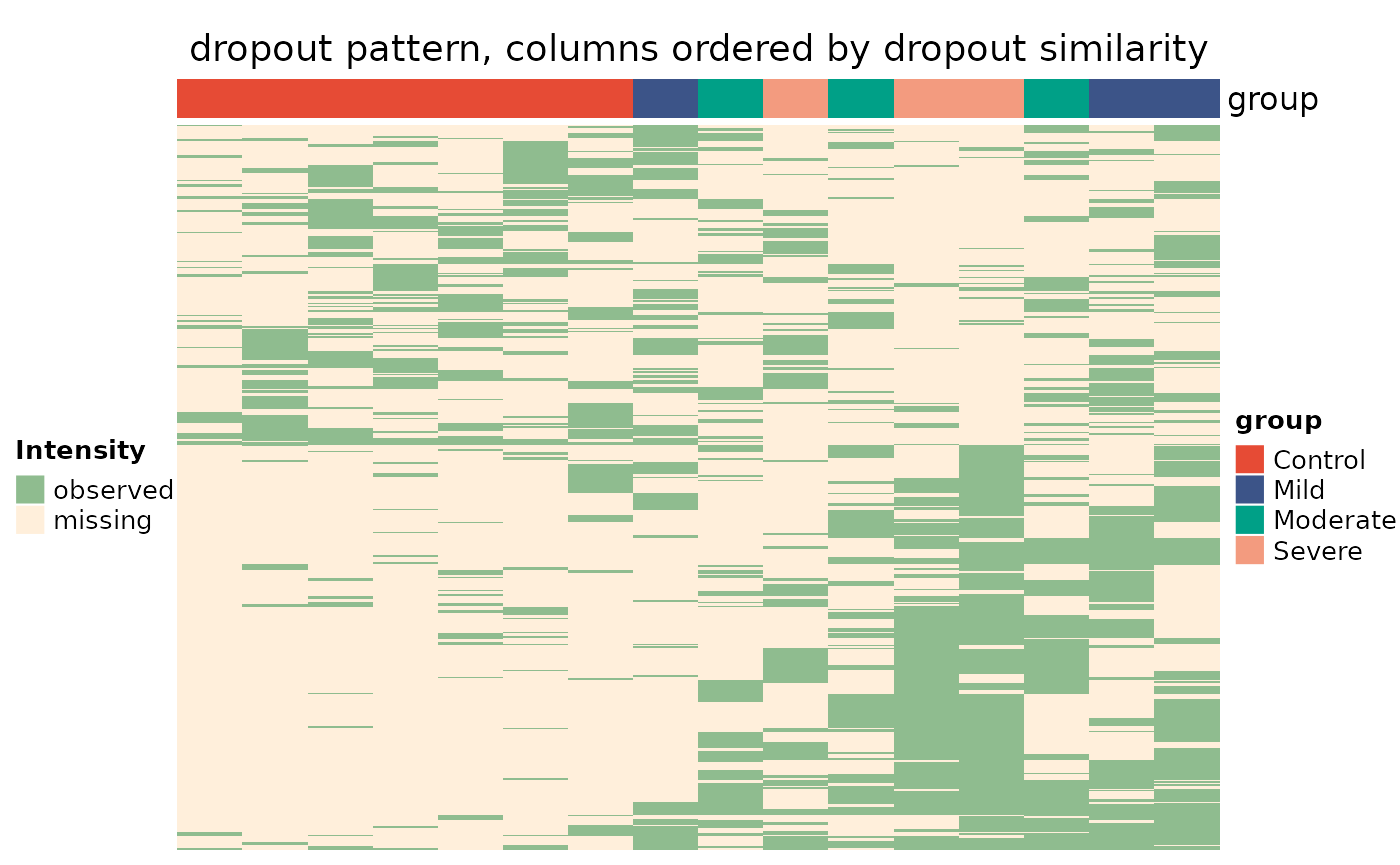 dropout pattern, columns ordered by dropout similarity
group
Intensity
observed
missing
group
Control
Mild
Moderate
Severe